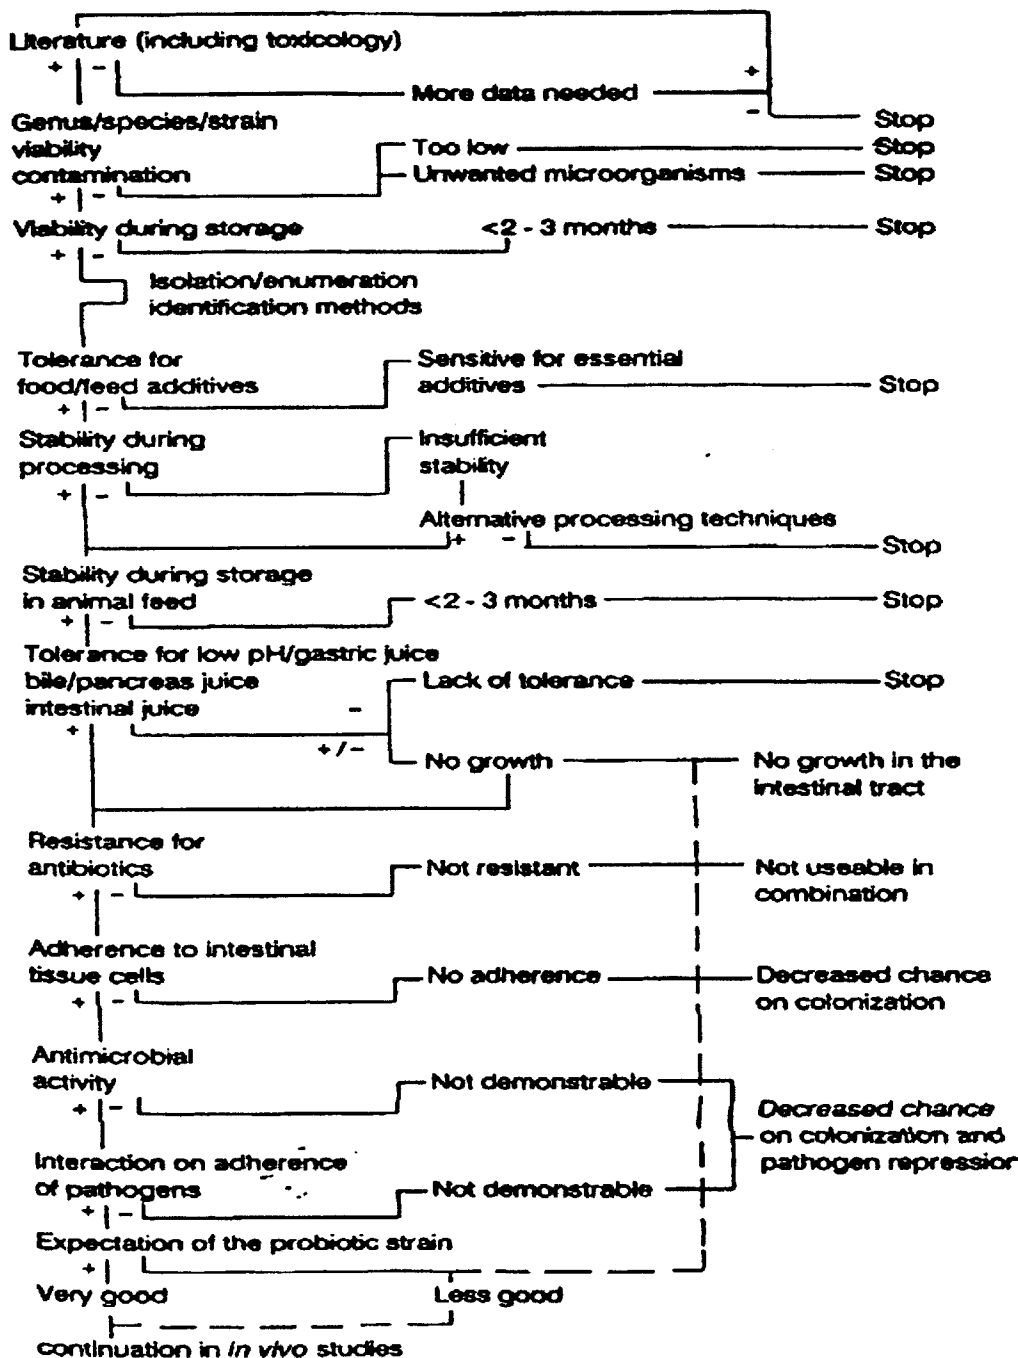 Literature (including toxicology)
+ -
+
More data needed
-
Stop
Genus/species/strain
viability
contamination
Too low
Stop
Unwanted microorganisms
Stop
+ -
Viability during storage
<2 - 3 months
Stop
+ -
Isolation/enumeration
identification methods
Tolerance for
food/feed additives
Sensitive for essential
additives
Stop
+ -
Stability during
processing
Insufficient
stability
+ -
Alternative processing techniques
+ -
Stop
Stability during storage
in animal feed
<2 - 3 months
Stop
+ -
Tolerance for low pH/gastric juice
bile/pancreas juice
intestinal juice
Lack of tolerance
Stop
-
+
+/-
No growth
No growth in the
intestinal tract
Resistance for
antibiotics
Not resistant
Not useable in
combination
+ -
Adherence to intestinal
tissue cells
No adherence
Decreased chance
on colonization
+ -
Antimicrobial
activity
Not demonstrable
+ -
Decreased chance
on colonization and
pathogen repression
Interaction on adherence
of pathogens
Not demonstrable
+ -
Expectation of the probiotic strain
+
Very good
Less good
continuation in in vivo studies